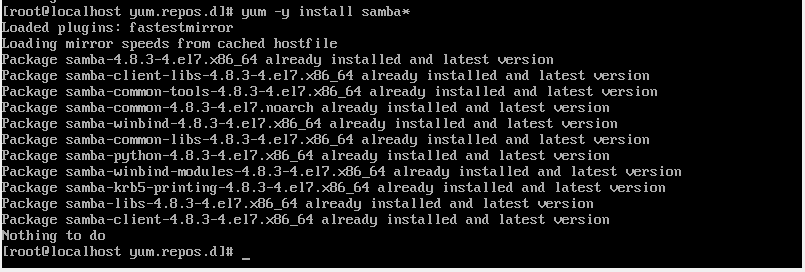 [root@localhost yum.repos.d]# yum -y install samba*
Loaded plugins: fastestmirror
Loading mirror speeds from cached hostfile
Package samba-4.8.3-4.el7.x86_64 already installed and latest version
Package samba-client-libs-4.8.3-4.el7.x86_64 already installed and latest version
Package samba-common-tools-4.8.3-4.el7.x86_64 already installed and latest version
Package samba-common-4.8.3-4.el7.noarch already installed and latest version
Package samba-winbind-4.8.3-4.el7.x86_64 already installed and latest version
Package samba-common-libs-4.8.3-4.el7.x86_64 already installed and latest version
Package samba-python-4.8.3-4.el7.x86_64 already installed and latest version
Package samba-winbind-modules-4.8.3-4.el7.x86_64 already installed and latest version
Package samba-krb5-printing-4.8.3-4.el7.x86_64 already installed and latest version
Package samba-libs-4.8.3-4.el7.x86_64 already installed and latest version
Package samba-client-4.8.3-4.el7.x86_64 already installed and latest version
Nothing to do
[root@localhost yum.repos.d]# _